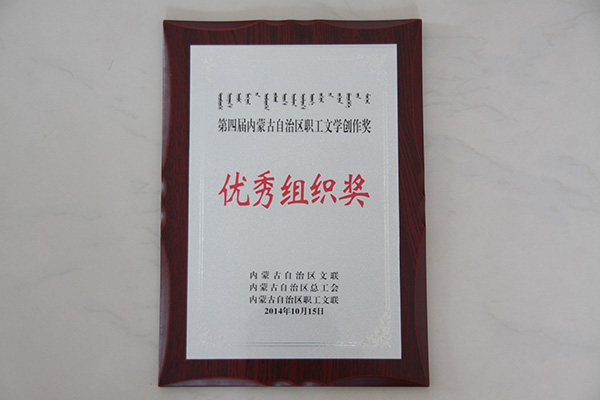 第四届内蒙古自治区职工文学创作奖
优秀组织奖
内蒙古自治区文联
内蒙古自治区总工会
内蒙古自治区职工文联
2014年10月15日